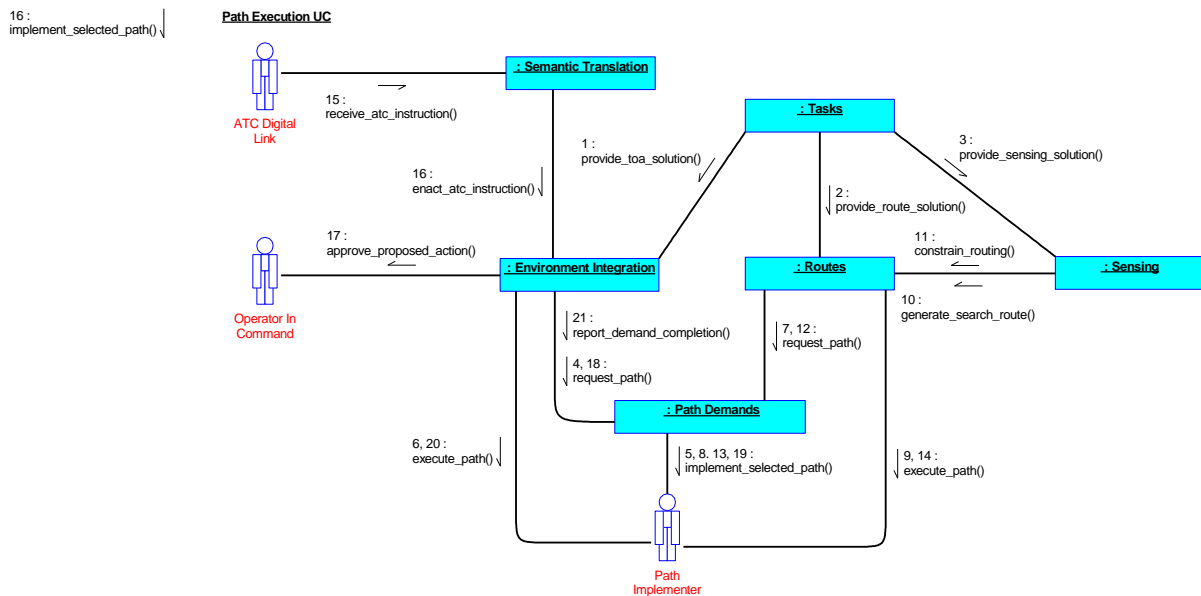 16 :
implement_selected_path()
Path Execution UC
: Semantic Translation
15 :
receive_atc_instruction()
ATC Digital
Link
: Tasks
1 :
provide_toa_solution()
3 :
provide_sensing_solution()
16 :
enact_atc_instruction()
2 :
provide_route_solution()
17 :
approve_proposed_action()
11 :
constrain_routing()
: Environment Integration
: Routes
: Sensing
Operator In
Command
10 :
generate_search_route()
21 :
report_demand_completion()
7, 12 :
request_path()
4, 18 :
request_path()
: Path Demands
6, 20 :
execute_path()
5, 8. 13, 19 :
implement_selected_path()
9, 14 :
execute_path()
Path
Implementer